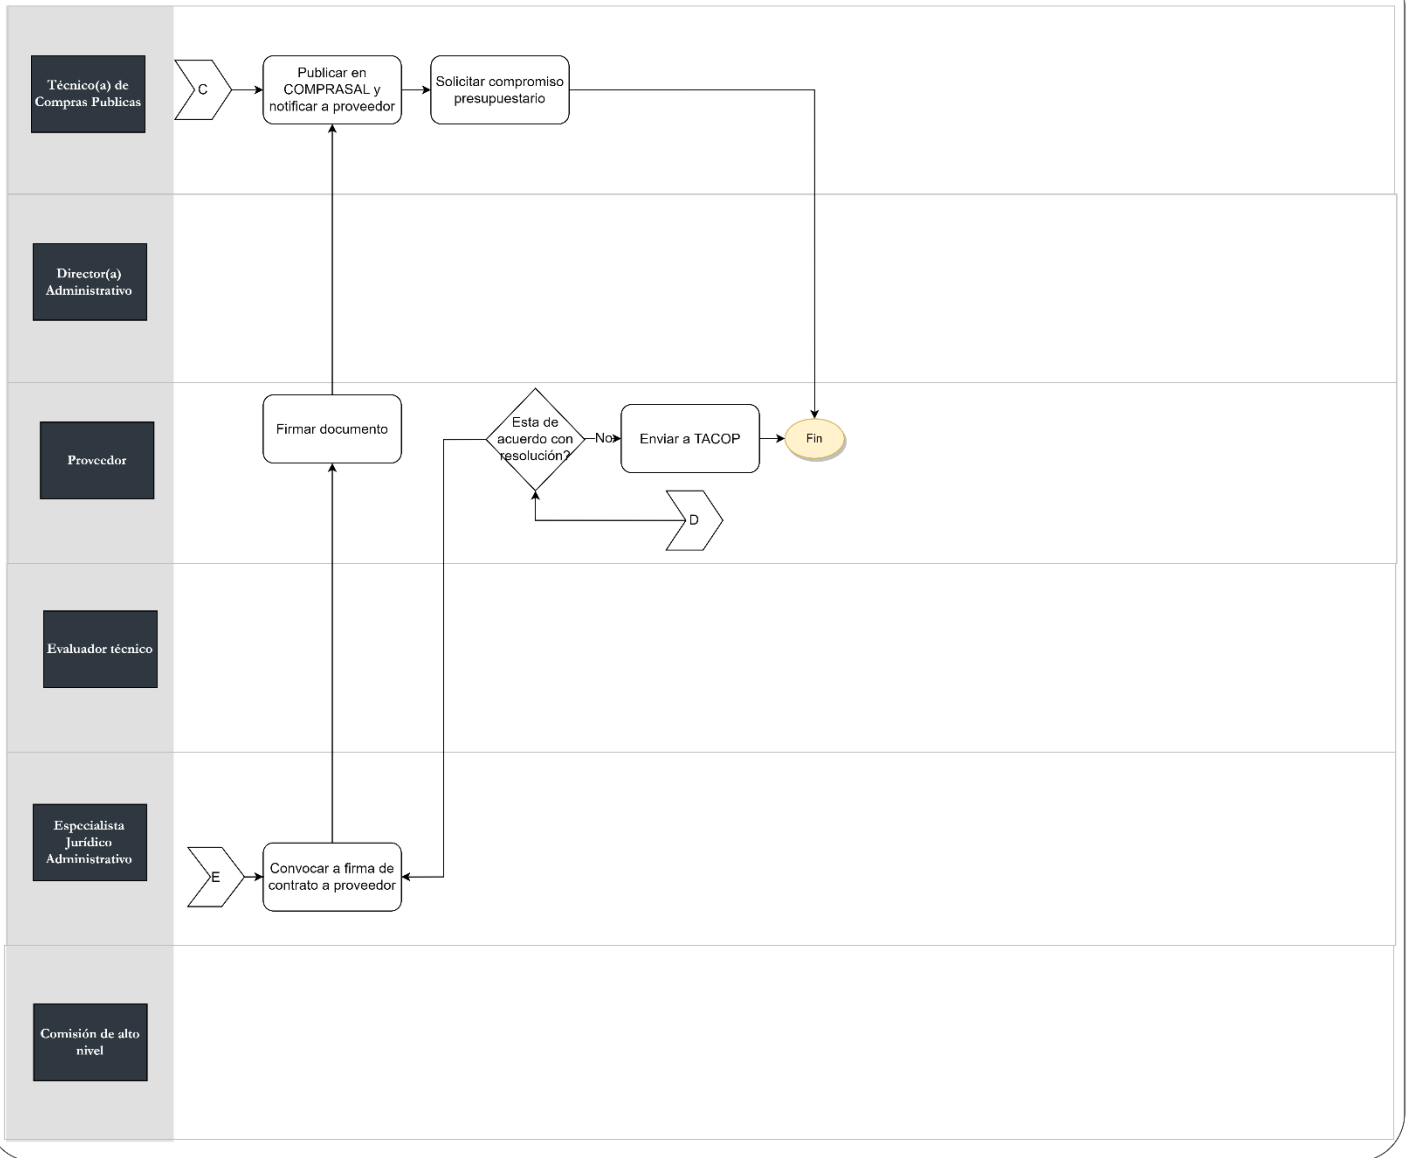 Técnico(a) de
Compras Publicas
C
Publicar en
COMPRASAL y
notificar a proveedor
Solicitar compromiso
presupuestario
Director(a)
Administrativo
Proveedor
Firmar documento
Esta de
acuerdo con
resolución?
No
Enviar a TACOP
Fin
D
Evaluador técnico
Especialista
Jurídico
Administrativo
E
Convocar a firma de
contrato a proveedor
Comisión de alto
nivel